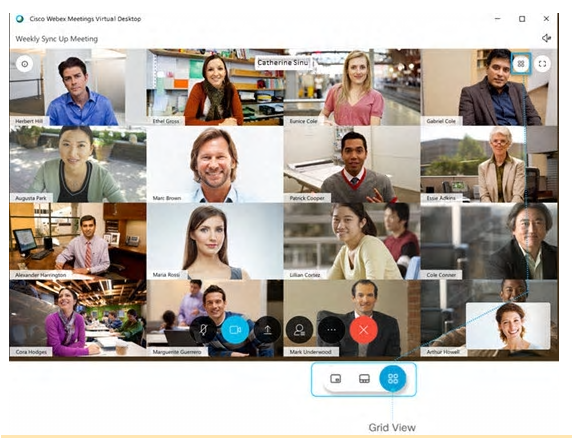 Cisco Webex Meetings Virtual Desktop
Weekly Sync Up Meeting
Catherine Sinu
Herbert Hill
Ethel Gross
Eunice Cole
Gabriel Cole
Augusta Park
Marc Brown
Patrick Cooper
Essie Adkins
Alexander Harrington
Maria Rossi
Lillian Cortez
Cole Conner
Cora Hodges
Marguerite Guerrero
Mark Underwood
Arthur Howell
Grid View